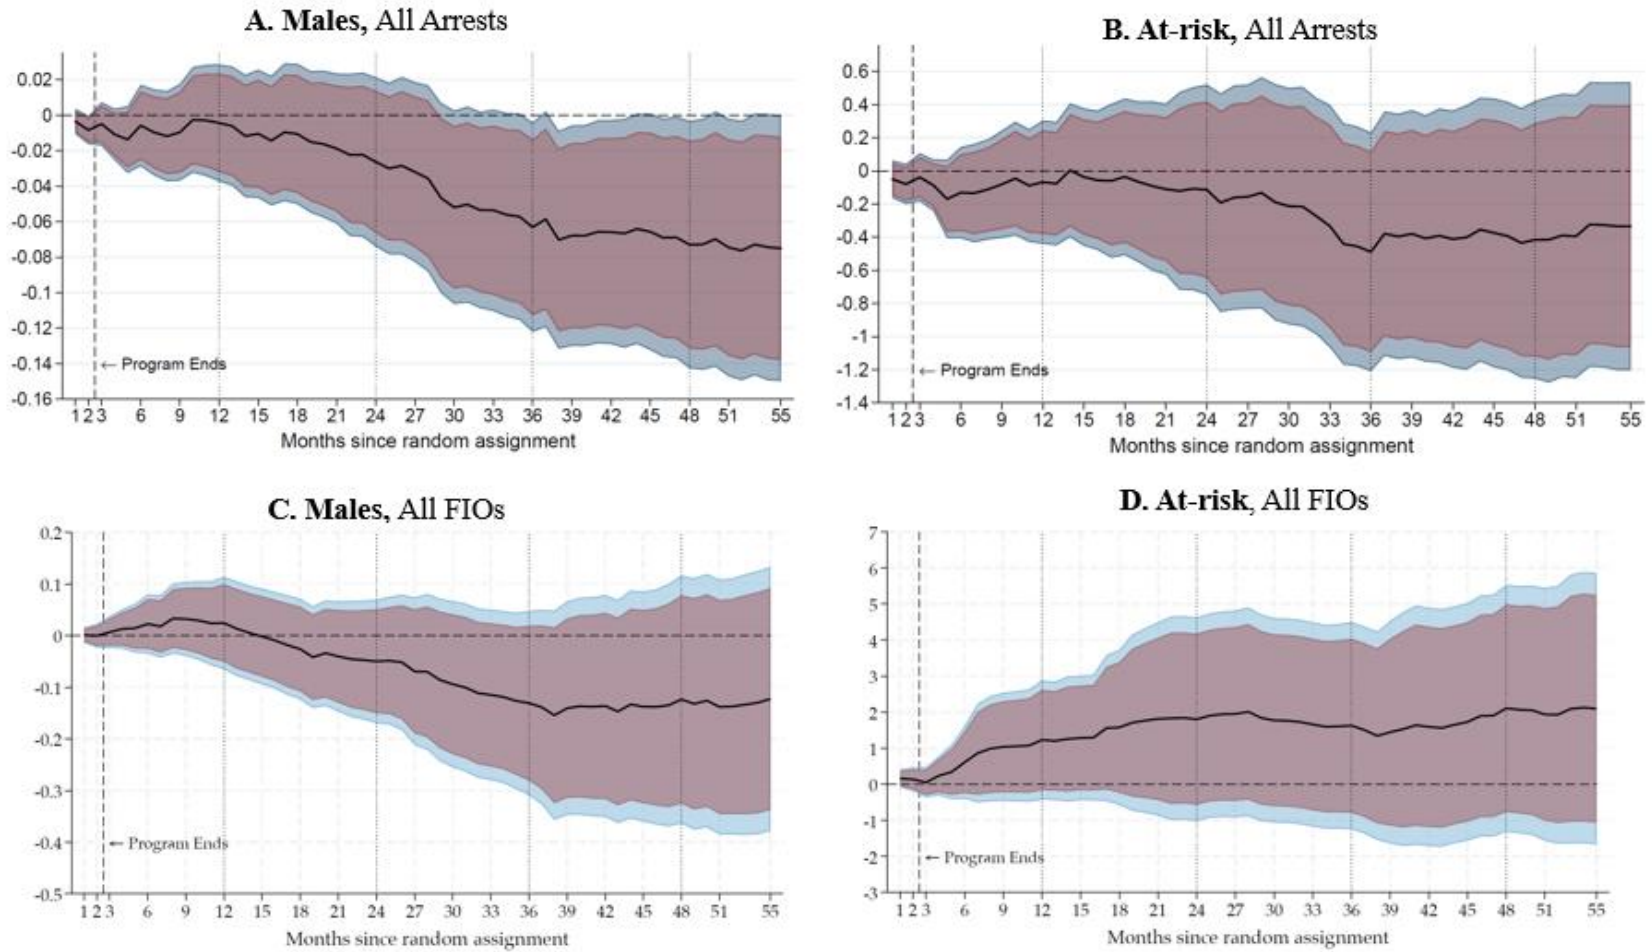 A. Males, All Arrests
0.02
0
-0.02
-0.04
-0.06
-0.08
-0.1
-0.12
-0.14
-0.16
← Program Ends
1 2 3 6 9 12 15 18 21 24 27 30 33 36 39 42 45 48 51 55
Months since random assignment
B. At-risk, All Arrests
0.6
0.4
0.2
0
-0.2
-0.4
-0.6
-0.8
-1
-1.2
-1.4
← Program Ends
1 2 3 6 9 12 15 18 21 24 27 30 33 36 39 42 45 48 51 55
Months since random assignment
C. Males, All FIOs
0.2
0.1
0
-0.1
-0.2
-0.3
-0.4
-0.5
← Program Ends
1 2 3 6 9 12 15 18 21 24 27 30 33 36 39 42 45 48 51 55
Months since random assignment
D. At-risk, All FIOs
7
6
5
4
3
2
1
0
-1
-2
-3
← Program Ends
1 2 3 6 9 12 15 18 21 24 27 30 33 36 39 42 45 48 51 55
Months since random assignment